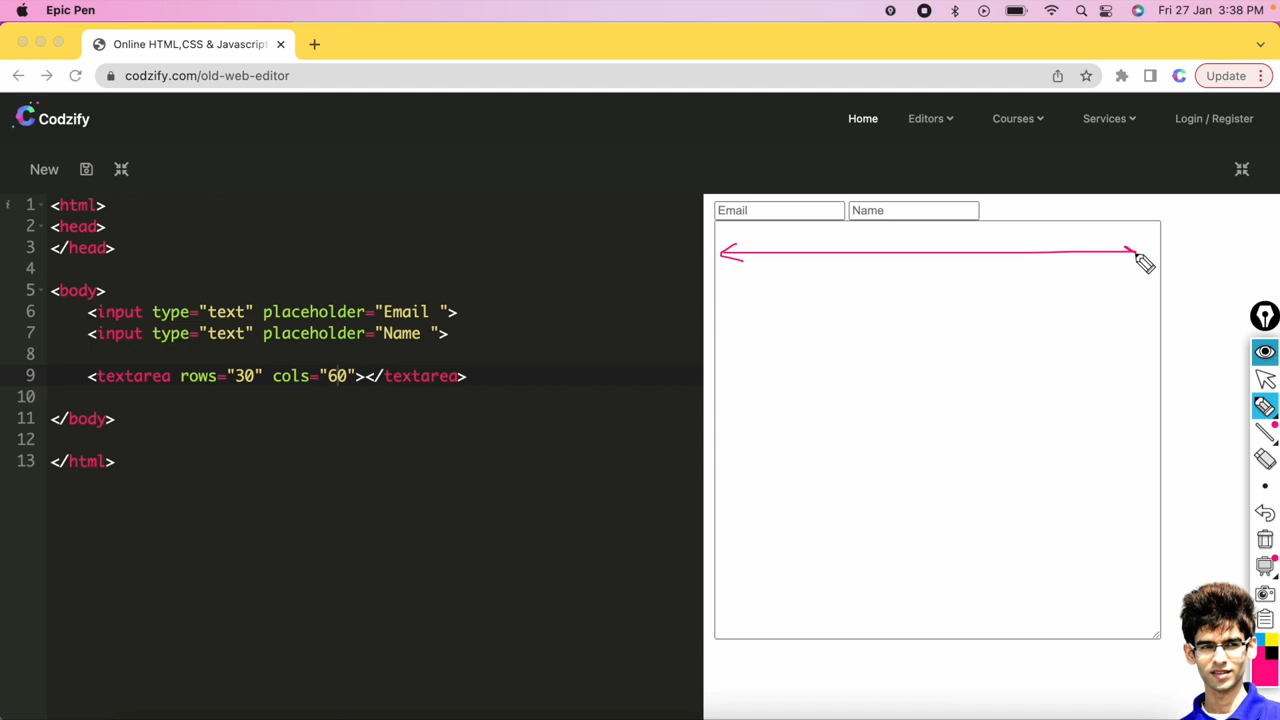 Epic Pen
Fri 27 Jan 3:38 PM
Online HTML,CSS & Javascript
codzify.com/old-web-editor
Update
Codzify
Home
Editors
Courses
Services
Login / Register
New
1 <html>
2 <head>
3 </head>
4
5 <body>
6 <input type="text" placeholder="Email ">
7 <input type="text" placeholder="Name ">
8
9 <textarea rows="30" cols="60"></textarea>
10
11 </body>
12
13 </html>
Email
Name